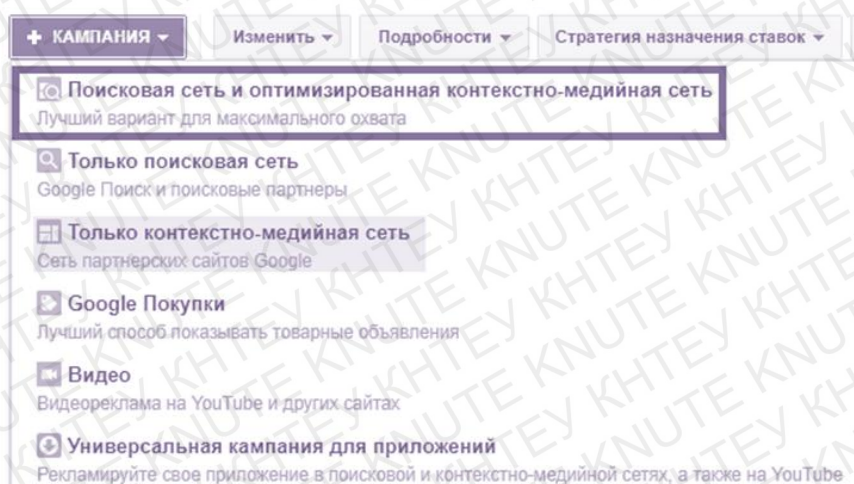 + КАМПАНИЯ Изменить Подробности Стратегия назначения ставок
Поисковая сеть и оптимизированная контекстно-медийная сеть
Лучший вариант для максимального охвата
Только поисковая сеть
Google Поиск и поисковые партнеры
Только контекстно-медийная сеть
Сеть партнерских сайтов Google
Google Покупки
Лучший способ показывать товарные объявления
Видео
Видеореклама на YouTube и других сайтах
Универсальная кампания для приложений
Рекламируйте свое приложение в поисковой и контекстно-медийной сетях, а также на YouTube